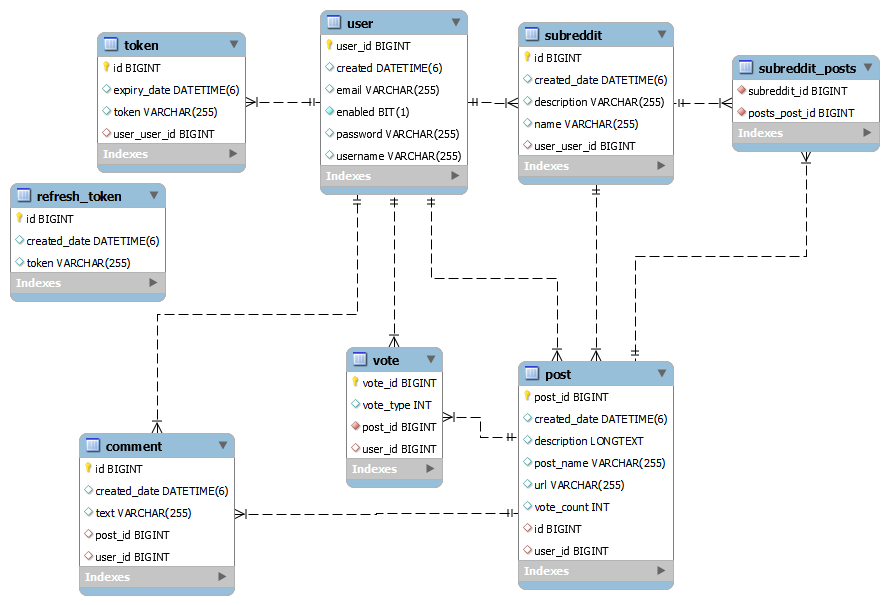 token
id BIGINT
expiry_date DATETIME(6)
token VARCHAR(255)
user_user_id BIGINT
Indexes
user
user_id BIGINT
created DATETIME(6)
email VARCHAR(255)
enabled BIT(1)
password VARCHAR(255)
username VARCHAR(255)
Indexes
subreddit
id BIGINT
created_date DATETIME(6)
description VARCHAR(255)
name VARCHAR(255)
user_user_id BIGINT
Indexes
subreddit_posts
subreddit_id BIGINT
posts_post_id BIGINT
Indexes
refresh_token
id BIGINT
created_date DATETIME(6)
token VARCHAR(255)
Indexes
vote
vote_id BIGINT
vote_type INT
post_id BIGINT
user_id BIGINT
Indexes
post
post_id BIGINT
created_date DATETIME(6)
description LONGTEXT
post_name VARCHAR(255)
url VARCHAR(255)
vote_count INT
id BIGINT
user_id BIGINT
Indexes
comment
id BIGINT
created_date DATETIME(6)
text VARCHAR(255)
post_id BIGINT
user_id BIGINT
Indexes